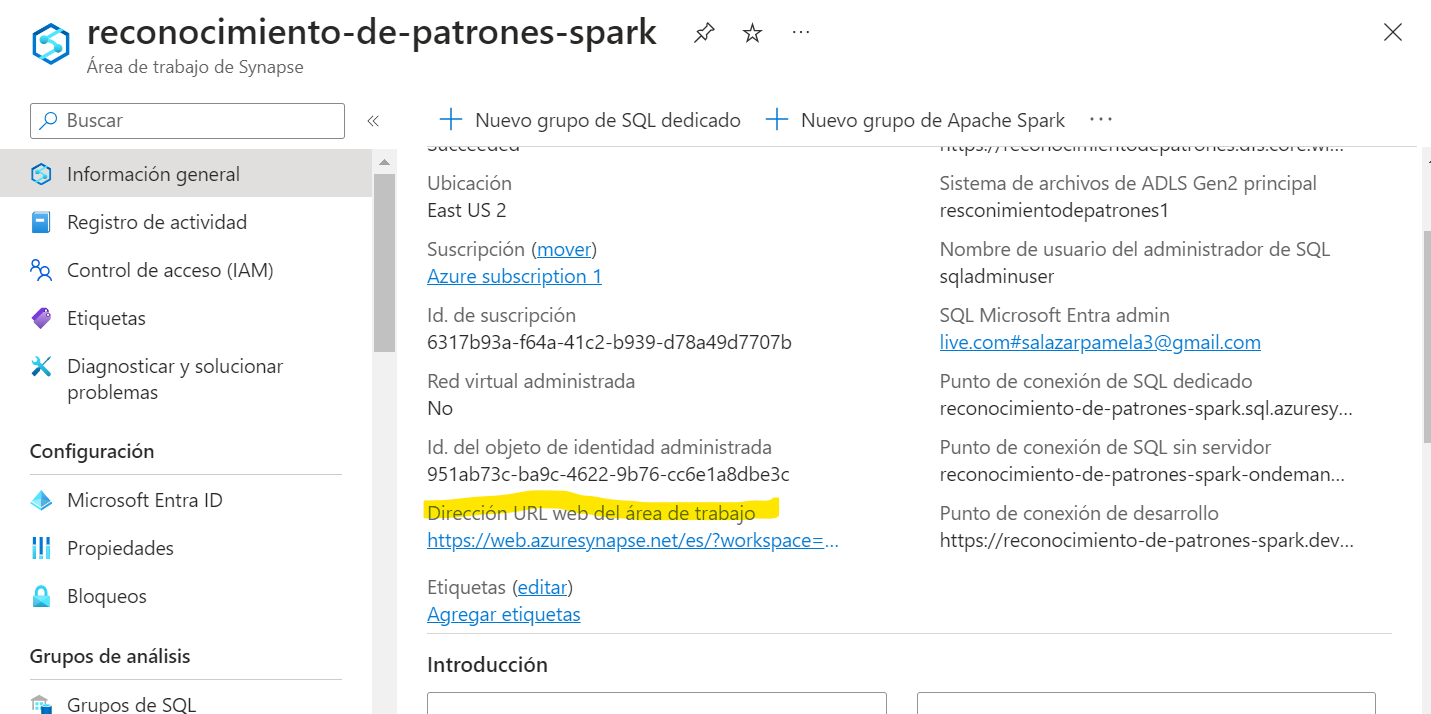 reconocimiento-de-patrones-spark
Área de trabajo de Synapse
Buscar
Nuevo grupo de SQL dedicado
Nuevo grupo de Apache Spark
Información general
Registro de actividad
Control de acceso (IAM)
Etiquetas
Diagnosticar y solucionar
problemas
Configuración
Microsoft Entra ID
Propiedades
Bloqueos
Grupos de análisis
Grupos de SQL
Succeeded
Ubicación
East US 2
Suscripción (mover)
Azure subscription 1
Id. de suscripción
6317b93a-f64a-41c2-b939-d78a49d7707b
Red virtual administrada
No
Id. del objeto de identidad administrada
951ab73c-ba9c-4622-9b76-cc6e1a8dbe3c
Dirección URL web del área de trabajo
https://web.azuresynapse.net/es/?workspace=...
Etiquetas (editar)
Agregar etiquetas
https://reconocimientodepatrones.dfs.core.wi...
Sistema de archivos de ADLS Gen2 principal
resconimientodepatrones1
Nombre de usuario del administrador de SQL
sqladminuser
SQL Microsoft Entra admin
live.com#salazarpamela3@gmail.com
Punto de conexión de SQL dedicado
reconocimiento-de-patrones-spark.sql.azuresy...
Punto de conexión de SQL sin servidor
reconocimiento-de-patrones-spark-ondeman...
Punto de conexión de desarrollo
https://reconocimiento-de-patrones-spark.dev...
Introducción